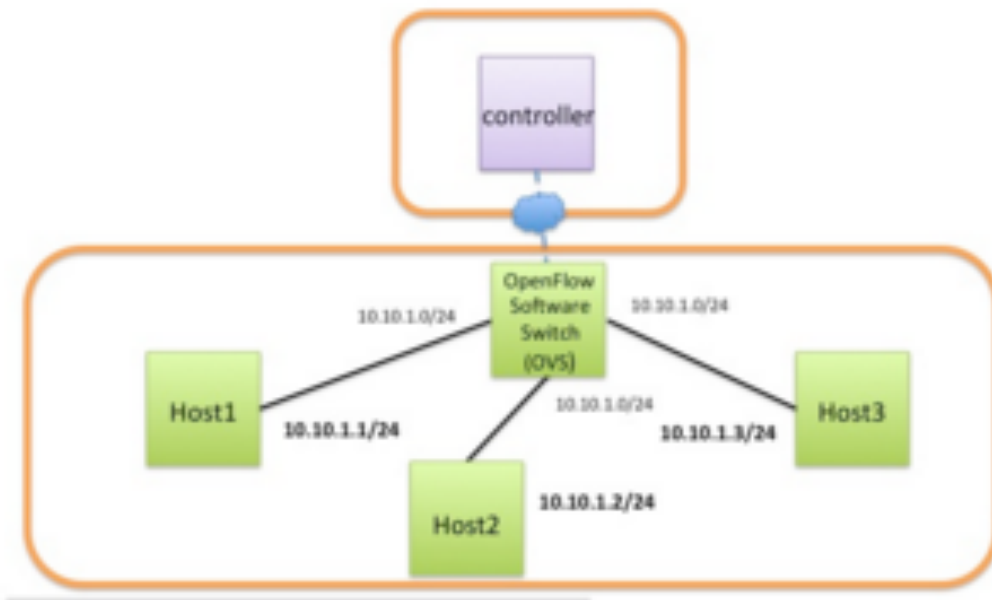 controller
OpenFlow
Software
Switch
(OVS)
10.10.1.0/24
10.10.1.0/24
10.10.1.0/24
Host1
10.10.1.1/24
Host3
10.10.1.3/24
Host2
10.10.1.2/24